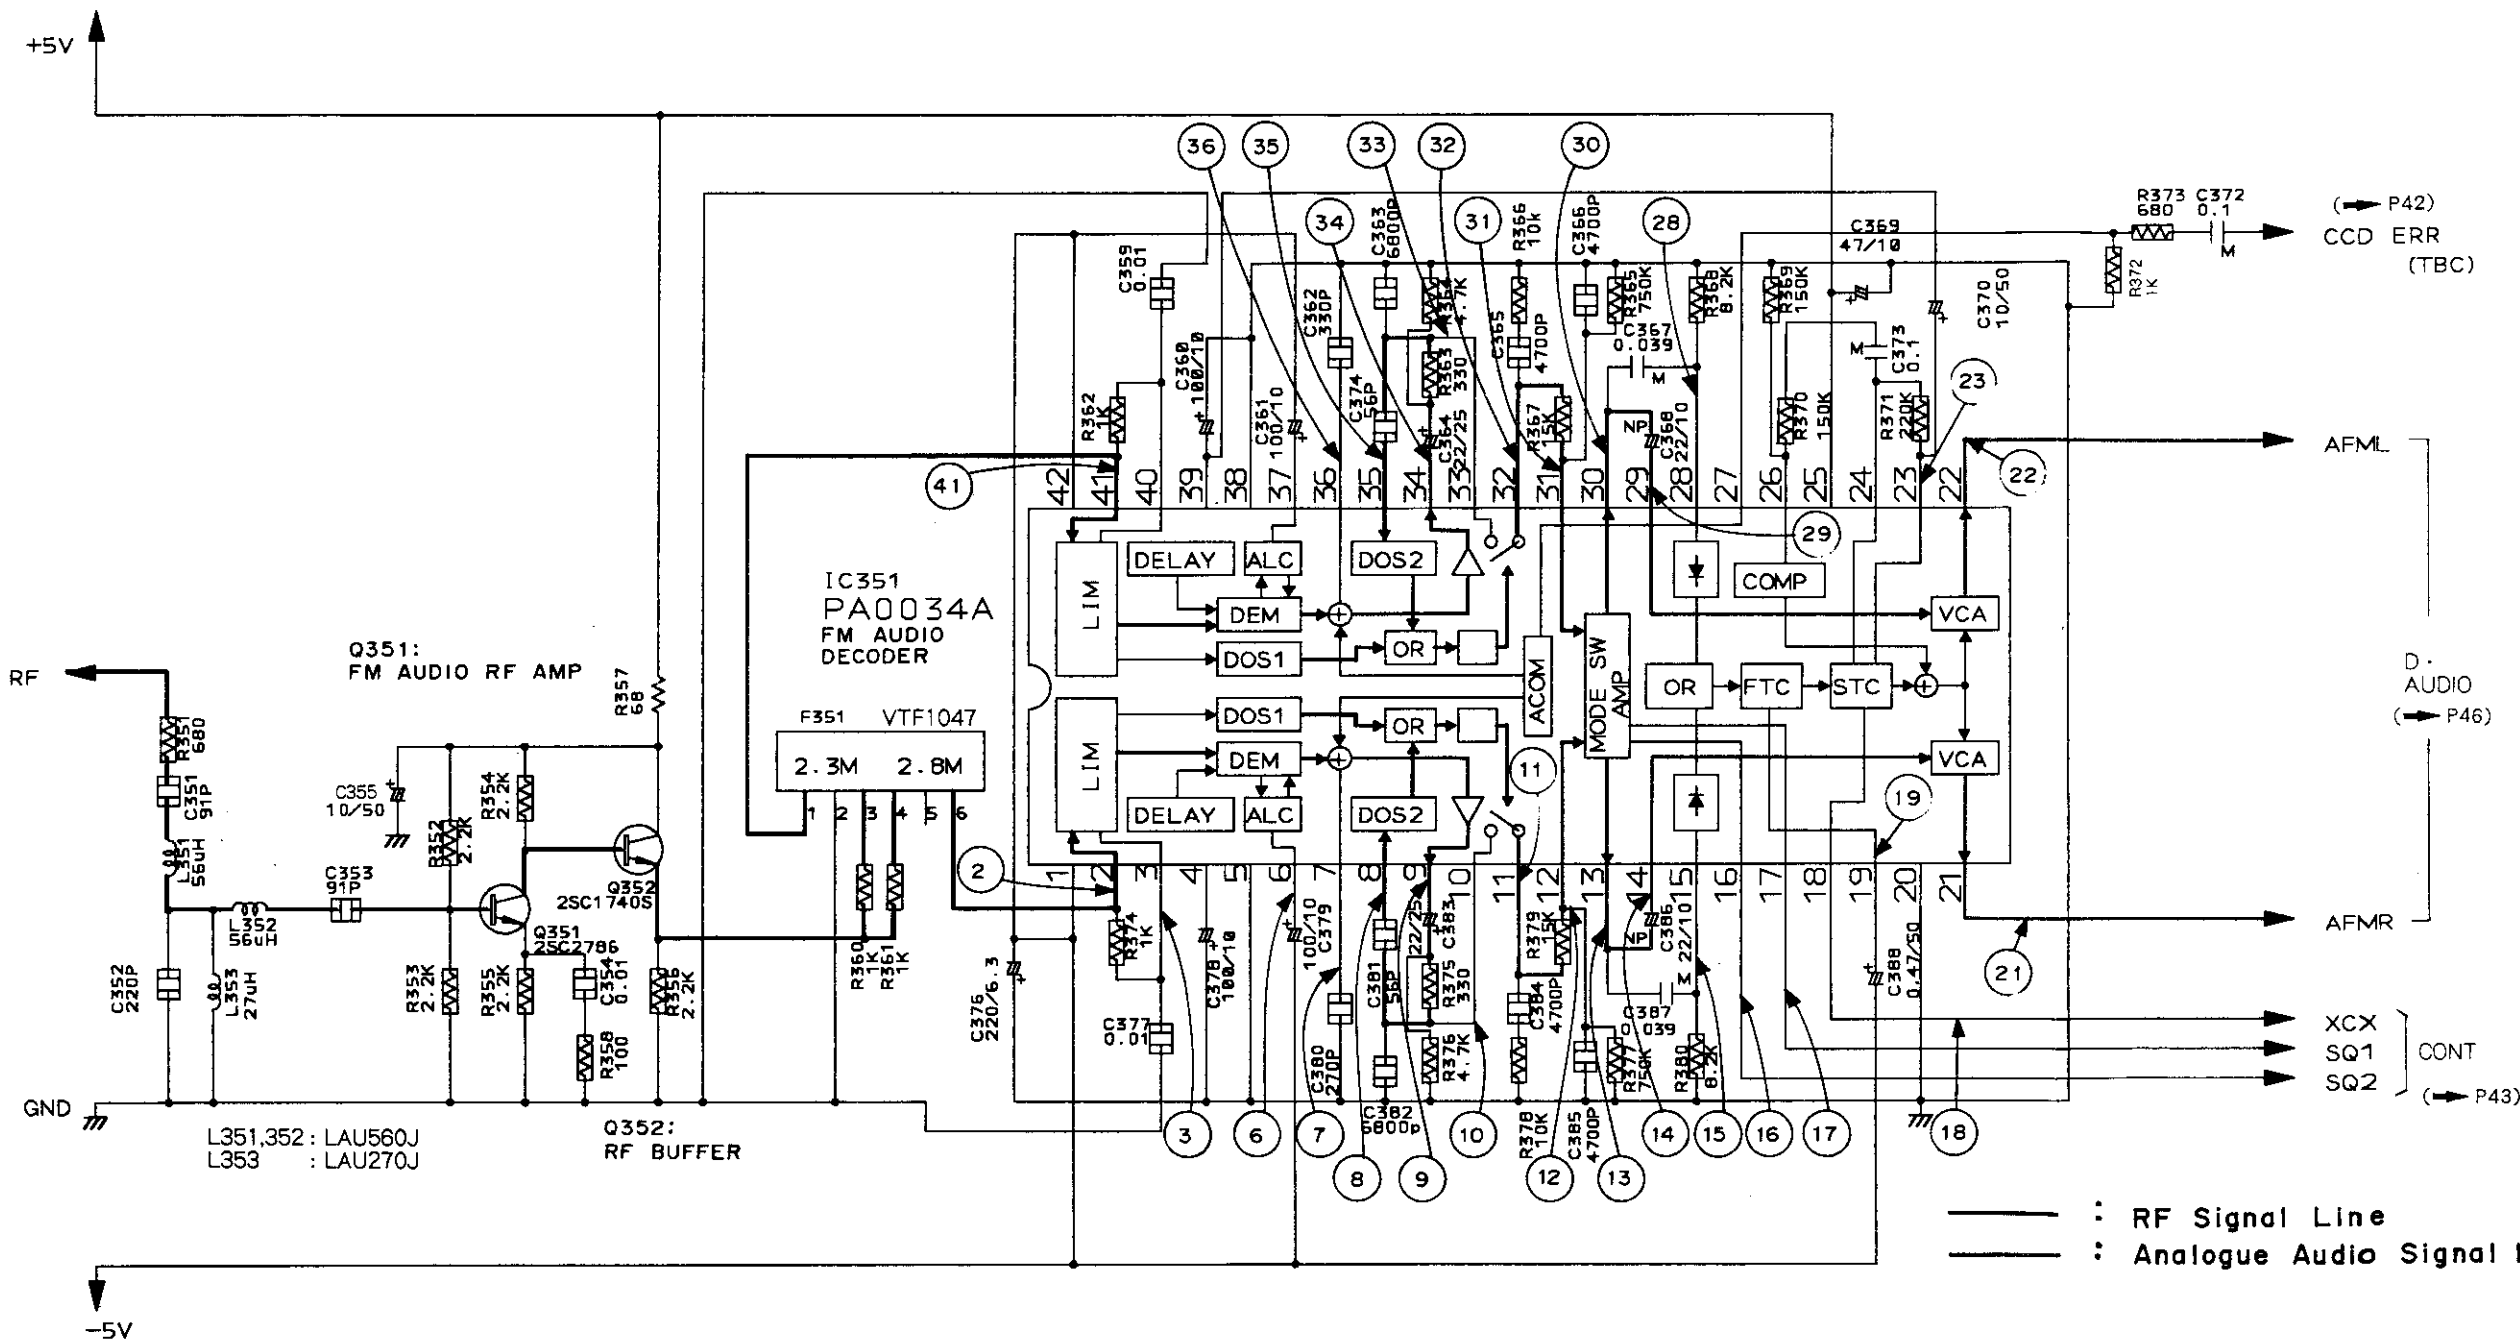 +5V
36
35
33
32
30
34
31
28
R373
680
C372
0.1
M
(➡ P42)
CCD ERR
(TBC)
R372
1K
C359
0.01
C363
6800P
R366
10k
C366
4700P
C369
47/10
C362
330P
R364
4.7K
R365
750K
R368
8.2K
R369
150K
C370
10/50
C360
100/10
C365
4700P
C367
0.039
M
C373
0.1
M
23
R362
1K
C361
100/10
C374
56P
R363
330
C364
22/25
R367
15K
NP
C368
22/10
R370
150K
R371
220K
AFML
22
41
42
41
40
39
38
37
36
35
34
33
32
31
30
29
28
27
26
25
24
23
22
29
LIM
DELAY
ALC
DOS2
DEM
DOS1
OR
COMP
VCA
IC351
PA0034A
FM AUDIO
DECODER
ACOM
MODE SW
AMP
OR
FTC
STC
D.
AUDIO
(➡ P46)
Q351:
FM AUDIO RF AMP
RF
R357
68
F351
VTF1047
2.3M
2.8M
1
2
3
4
5
6
LIM
DOS1
DEM
DELAY
ALC
OR
DOS2
VCA
11
19
R351
680
C351
91P
L351
56uH
C355
10/50
R352
2.2K
R354
2.2K
C353
91P
L352
56uH
Q352
2SC1740S
Q351
2SC2786
2
1
2
3
4
5
6
7
8
9
10
11
12
13
14
15
16
17
18
19
20
21
AFMR
21
C352
220P
L353
27uH
R353
2.2K
R355
2.2K
C354
0.01
R356
2.2K
R358
100
R360
1K
R361
1K
R374
1K
C376
220/6.3
C377
0.01
C378
100/10
100/10
C379
C380
270P
C381
56P
22/25
C383
R375
330
R376
4.7K
C382
6800p
C384
4700P
R379
15K
NP
C386
22/10
M
C387
0.039
R378
10K
C385
4700P
R377
750K
R380
8.2K
C388
0.47/50
XCX
SQ1
SQ2
CONT
(➡ P43)
GND
L351,352 : LAU560J
L353 : LAU270J
Q352:
RF BUFFER
3
6
7
8
9
10
12
13
14
15
16
17
18
: RF Signal Line
: Analogue Audio Signal
-5V